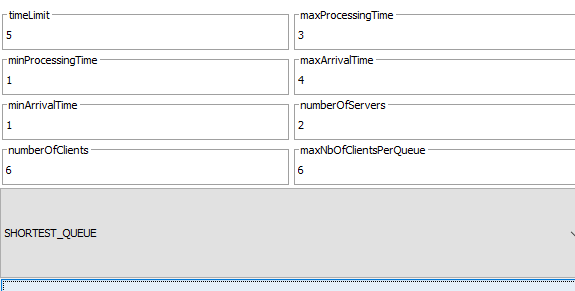 timeLimit
maxProcessingTime
5
3
minProcessingTime
maxArrivalTime
1
4
minArrivalTime
numberOfServers
1
2
numberOfClients
maxNbOfClientsPerQueue
6
6
SHORTEST_QUEUE